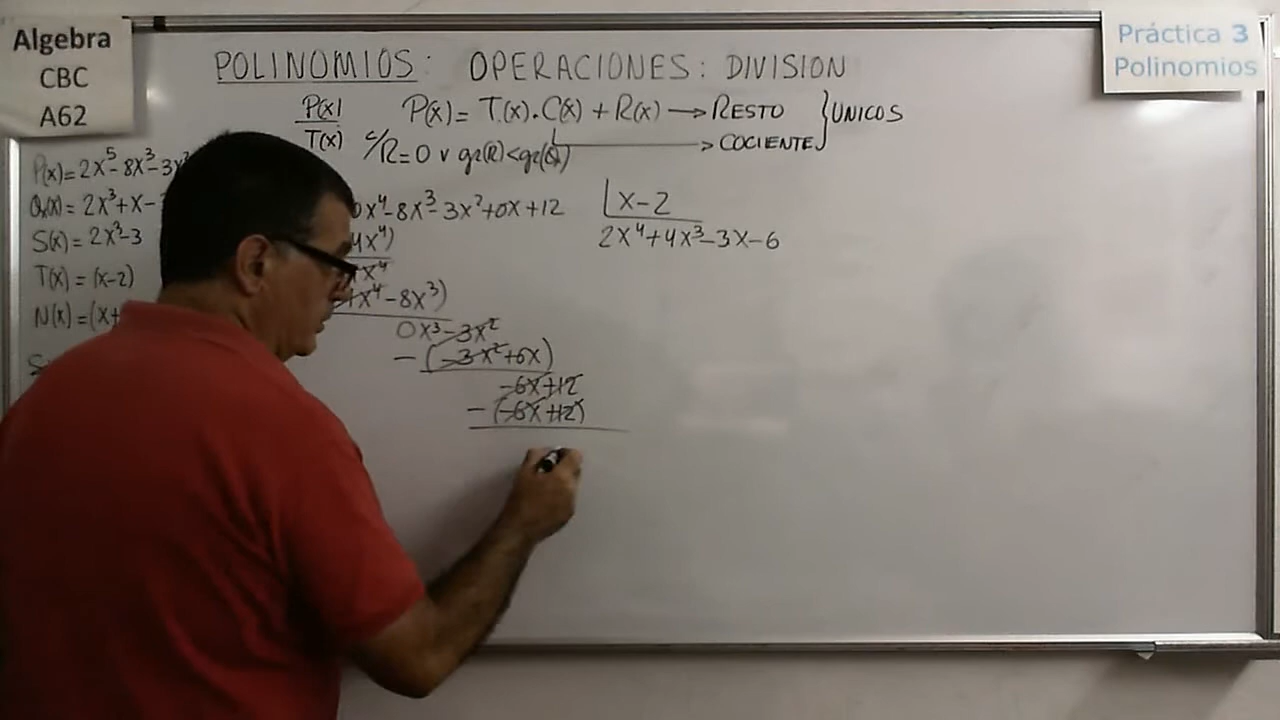 Algebra
CBC
A62
Práctica 3
Polinomios
POLINOMIOS: OPERACIONES: DIVISION
P(x)
T(x)
P(x) = T(x) . C(x) + R(x) → RESTO
c/R = 0 v gr(R) < gr(Q)
→ COCIENTE
} UNICOS
P(x) = 2x⁵ - 8x³ - 3x²
Q(x) = 2x³ + x -
S(x) = 2x³ - 3
T(x) = (x-2)
N(x) = (x+
0x⁴ - 8x³ - 3x² + 0x + 12
x - 2
2x⁴ + 4x³ - 3x - 6
4x⁴)
4x⁴
4x⁴ - 8x³)
0x³ - 3x²
- (-3x² + 6x)
-6x + 12
- (-6x + 12)